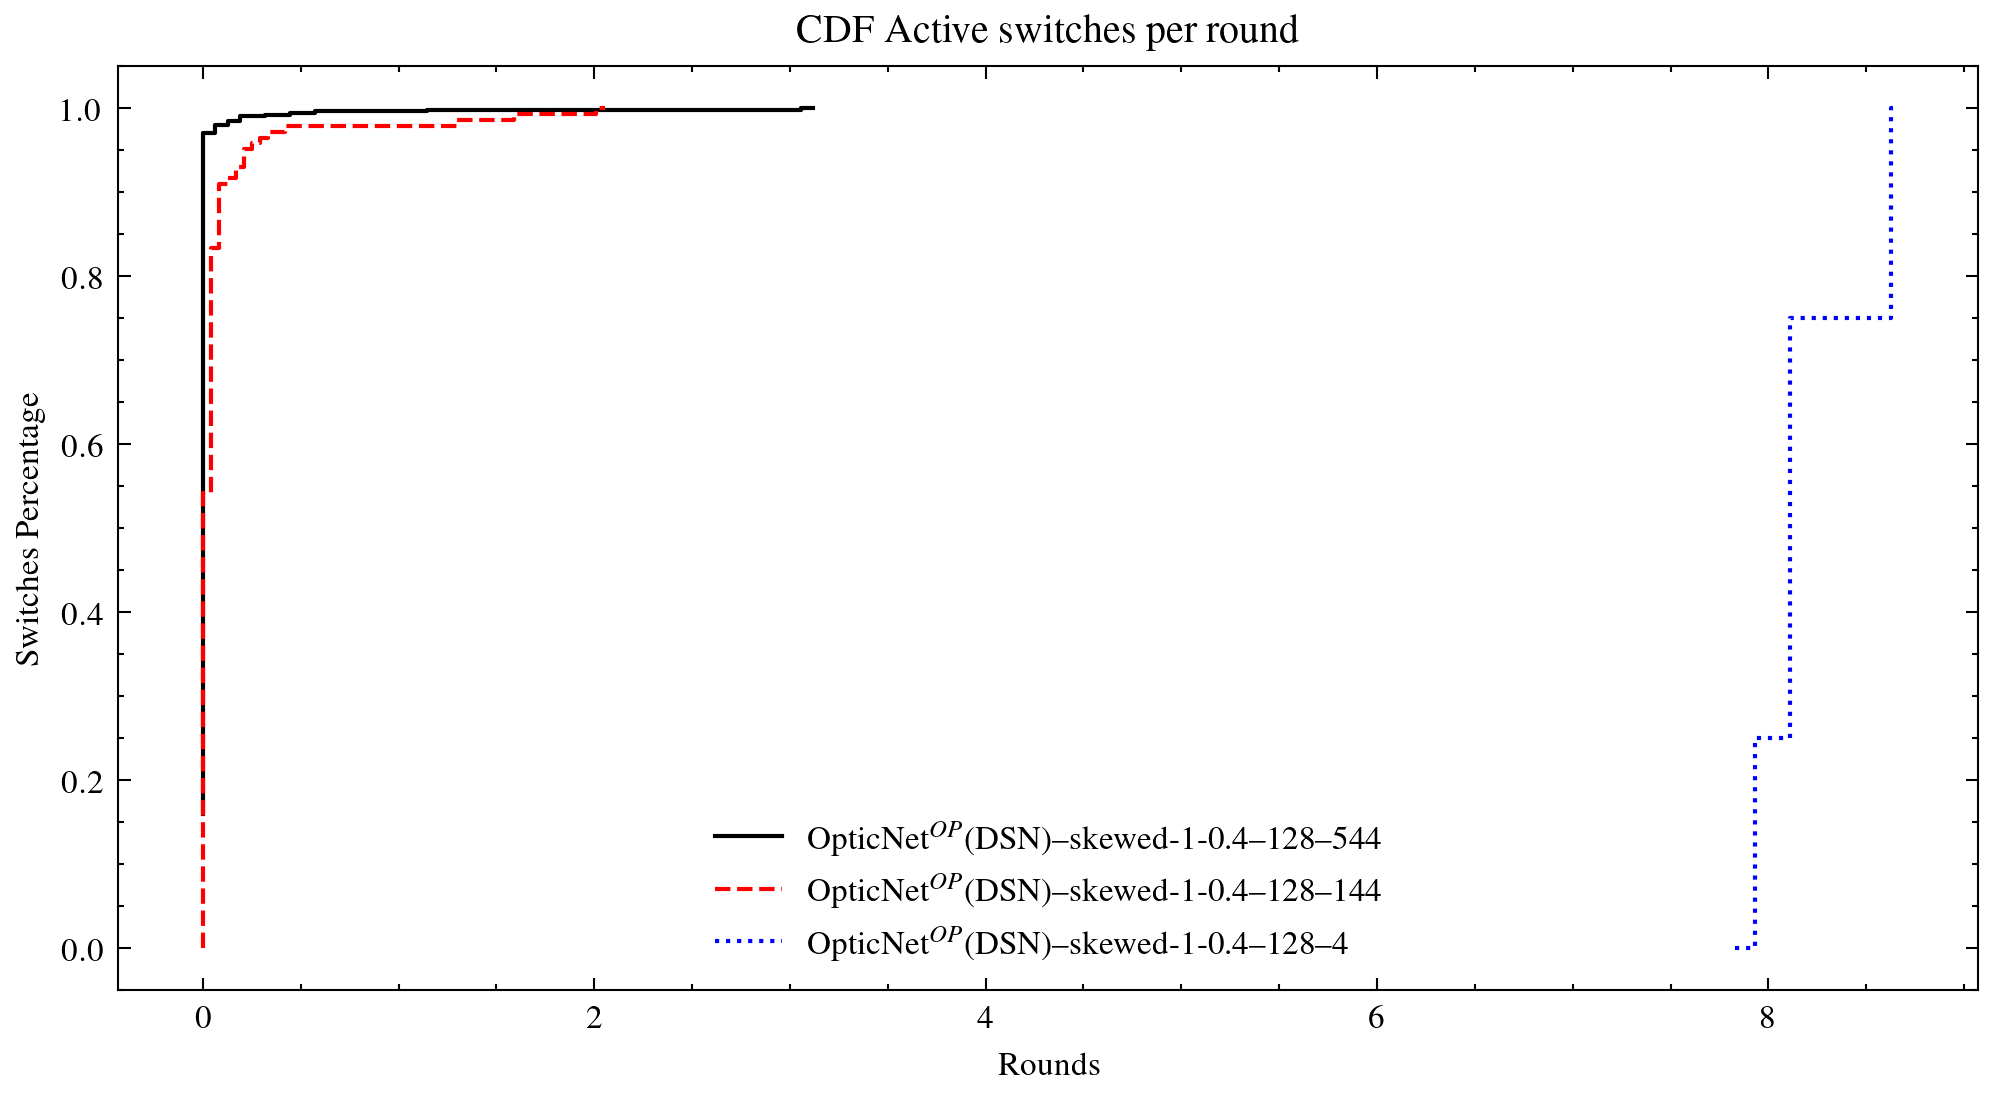 CDF Active switches per round
1.0
0.8
0.6
0.4
0.2
0.0
Switches Percentage
OpticNet^OP(DSN)–skewed-1-0.4–128–544
OpticNet^OP(DSN)–skewed-1-0.4–128–144
OpticNet^OP(DSN)–skewed-1-0.4–128–4
0 2 4 6 8
Rounds